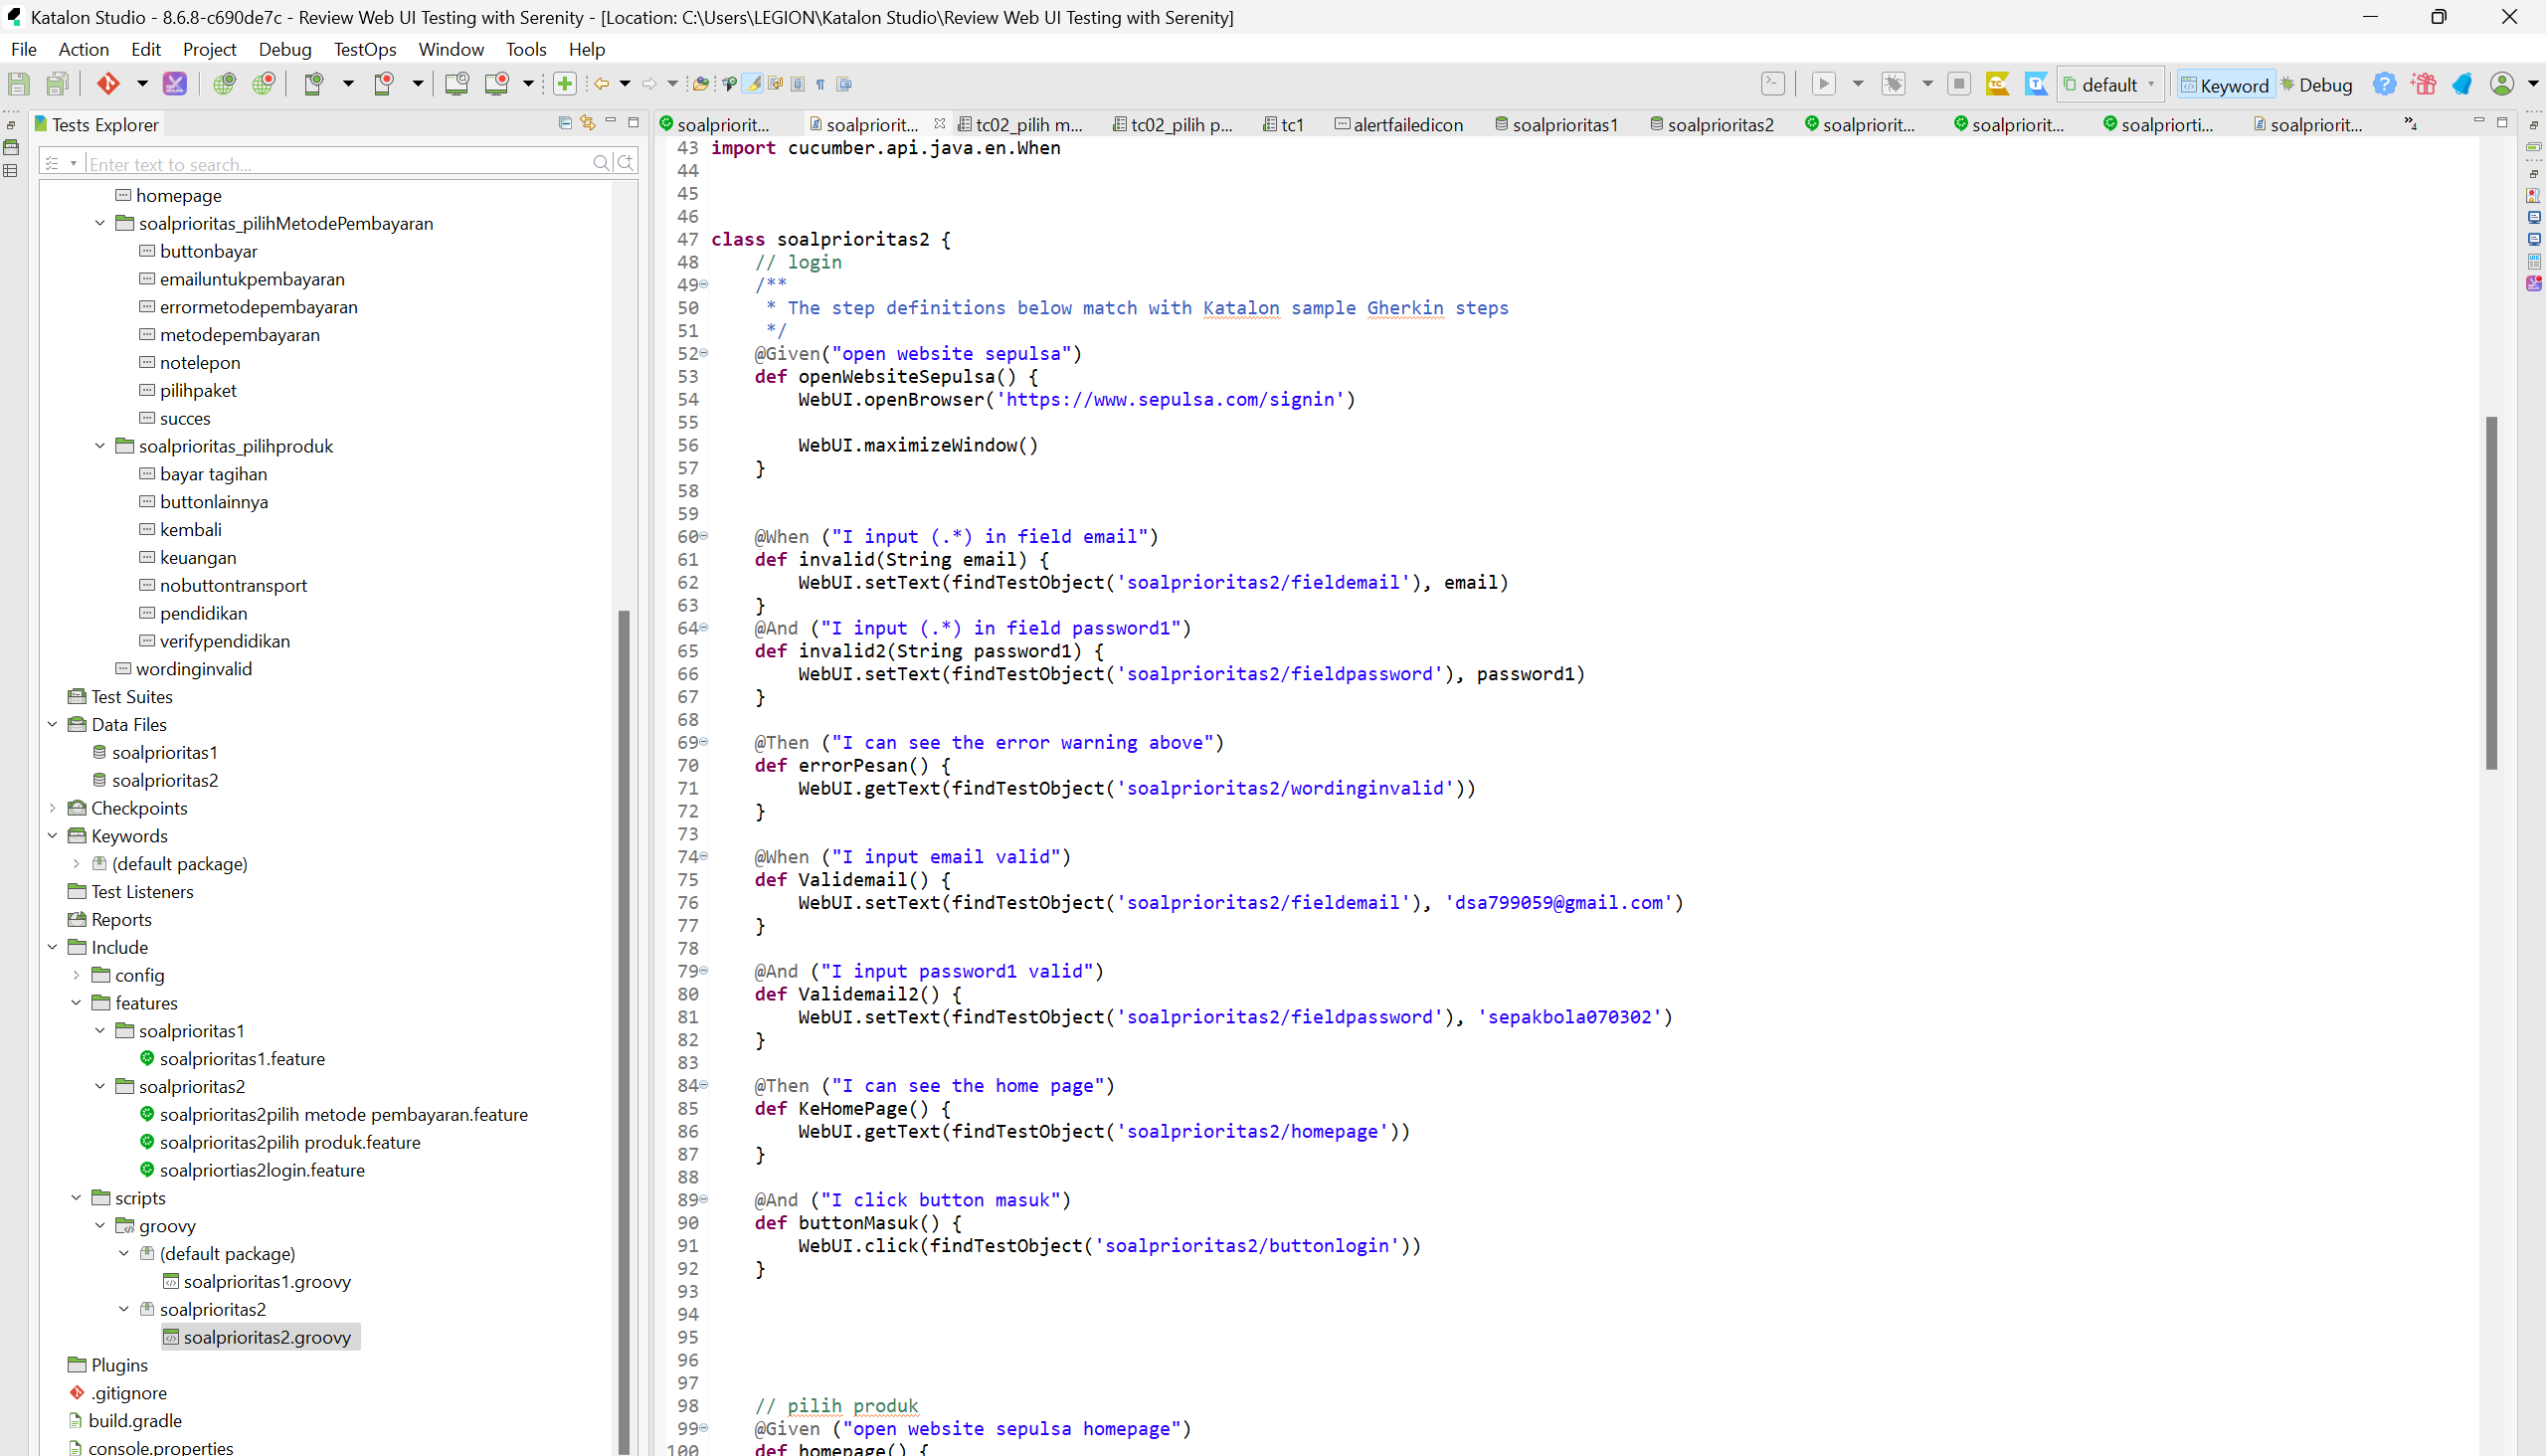 Katalon Studio - 8.6.8-c690de7c - Review Web UI Testing with Serenity - [Location: C:\Users\LEGION\Katalon Studio\Review Web UI Testing with Serenity]
File Action Edit Project Debug TestOps Window Tools Help
default Keyword Debug
Tests Explorer
Enter text to search...
homepage
soalprioritas_pilihMetodePembayaran
buttonbayar
emailuntukpembayaran
errormetodepembayaran
metodepembayaran
notelepon
pilihpaket
succes
soalprioritas_pilihproduk
bayar tagihan
buttonlainnya
kembali
keuangan
nobuttontransport
pendidikan
verifypendidikan
wordinginvalid
Test Suites
Data Files
soalprioritas1
soalprioritas2
Checkpoints
Keywords
(default package)
Test Listeners
Reports
Include
config
features
soalprioritas1
soalprioritas1.feature
soalprioritas2
soalprioritas2pilih metode pembayaran.feature
soalprioritas2pilih produk.feature
soalpriortias2login.feature
scripts
groovy
(default package)
soalprioritas1.groovy
soalprioritas2
soalprioritas2.groovy
Plugins
.gitignore
build.gradle
console.properties
soalpriorit... soalpriorit... tc02_pilih m... tc02_pilih p... tc1 alertfailedicon soalprioritas1 soalprioritas2 soalpriorit... soalpriorit... soalpriorti... soalpriorit... »4
43 import cucumber.api.java.en.When
44
45
46
47 class soalprioritas2 {
48 // login
49 /**
50 * The step definitions below match with Katalon sample Gherkin steps
51 */
52 @Given("open website sepulsa")
53 def openWebsiteSepulsa() {
54 WebUI.openBrowser('https://www.sepulsa.com/signin')
55
56 WebUI.maximizeWindow()
57 }
58
59
60 @When ("I input (.*) in field email")
61 def invalid(String email) {
62 WebUI.setText(findTestObject('soalprioritas2/fieldemail'), email)
63 }
64 @And ("I input (.*) in field password1")
65 def invalid2(String password1) {
66 WebUI.setText(findTestObject('soalprioritas2/fieldpassword'), password1)
67 }
68
69 @Then ("I can see the error warning above")
70 def errorPesan() {
71 WebUI.getText(findTestObject('soalprioritas2/wordinginvalid'))
72 }
73
74 @When ("I input email valid")
75 def Validemail() {
76 WebUI.setText(findTestObject('soalprioritas2/fieldemail'), 'dsa799059@gmail.com')
77 }
78
79 @And ("I input password1 valid")
80 def Validemail2() {
81 WebUI.setText(findTestObject('soalprioritas2/fieldpassword'), 'sepakbola070302')
82 }
83
84 @Then ("I can see the home page")
85 def KeHomePage() {
86 WebUI.getText(findTestObject('soalprioritas2/homepage'))
87 }
88
89 @And ("I click button masuk")
90 def buttonMasuk() {
91 WebUI.click(findTestObject('soalprioritas2/buttonlogin'))
92 }
93
94
95
96
97
98 // pilih produk
99 @Given ("open website sepulsa homepage")
100 def homepage() {